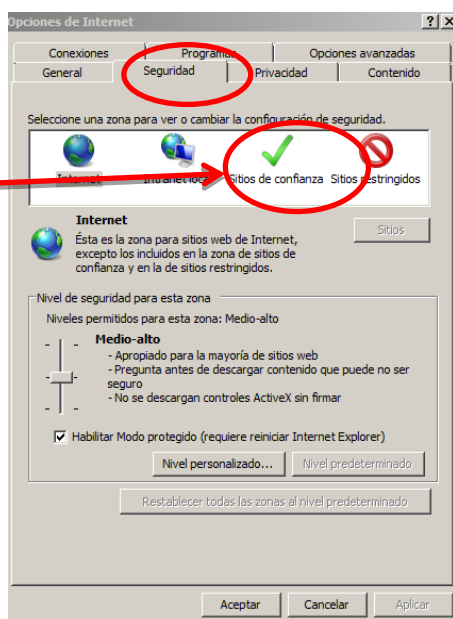 Opciones de Internet
Conexiones Programas Opciones avanzadas
General Seguridad Privacidad Contenido
Seleccione una zona para ver o cambiar la configuración de seguridad.
Internet Intranet local Sitios de confianza Sitios restringidos
Internet
Sitios
Ésta es la zona para sitios web de Internet,
excepto los incluidos en la zona de sitios de
confianza y en la de sitios restringidos.
Nivel de seguridad para esta zona
Niveles permitidos para esta zona: Medio-alto
Medio-alto
- Apropiado para la mayoría de sitios web
- Pregunta antes de descargar contenido que puede no ser
seguro
- No se descargan controles ActiveX sin firmar
Habilitar Modo protegido (requiere reiniciar Internet Explorer)
Nivel personalizado... Nivel predeterminado
Restablecer todas las zonas al nivel predeterminado
Aceptar Cancelar Aplicar